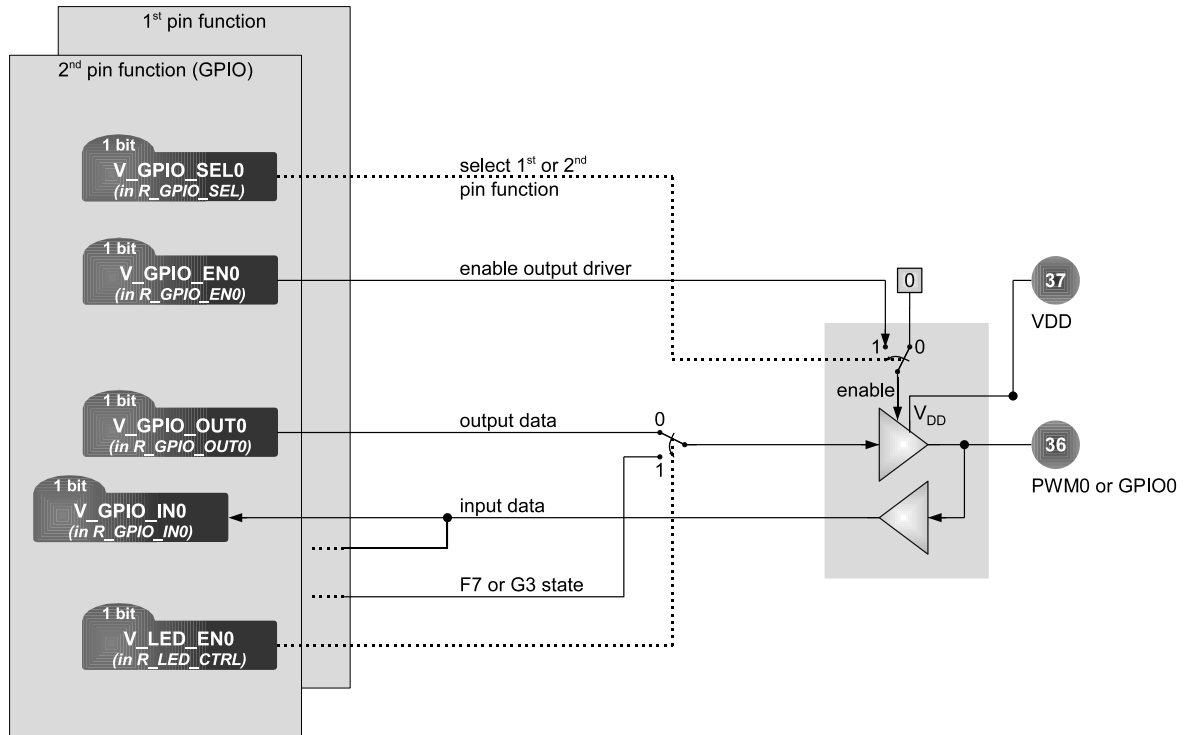 1st pin function
2nd pin function (GPIO)
1 bit
V_GPIO_SEL0
(in R_GPIO_SEL)
select 1st or 2nd
pin function
1 bit
V_GPIO_EN0
(in R_GPIO_EN0)
enable output driver
0
37
VDD
1
0
enable
VDD
1 bit
V_GPIO_OUT0
(in R_GPIO_OUT0)
output data
0
1
36
PWM0 or GPIO0
1 bit
V_GPIO_IN0
(in R_GPIO_IN0)
input data
F7 or G3 state
1 bit
V_LED_EN0
(in R_LED_CTRL)